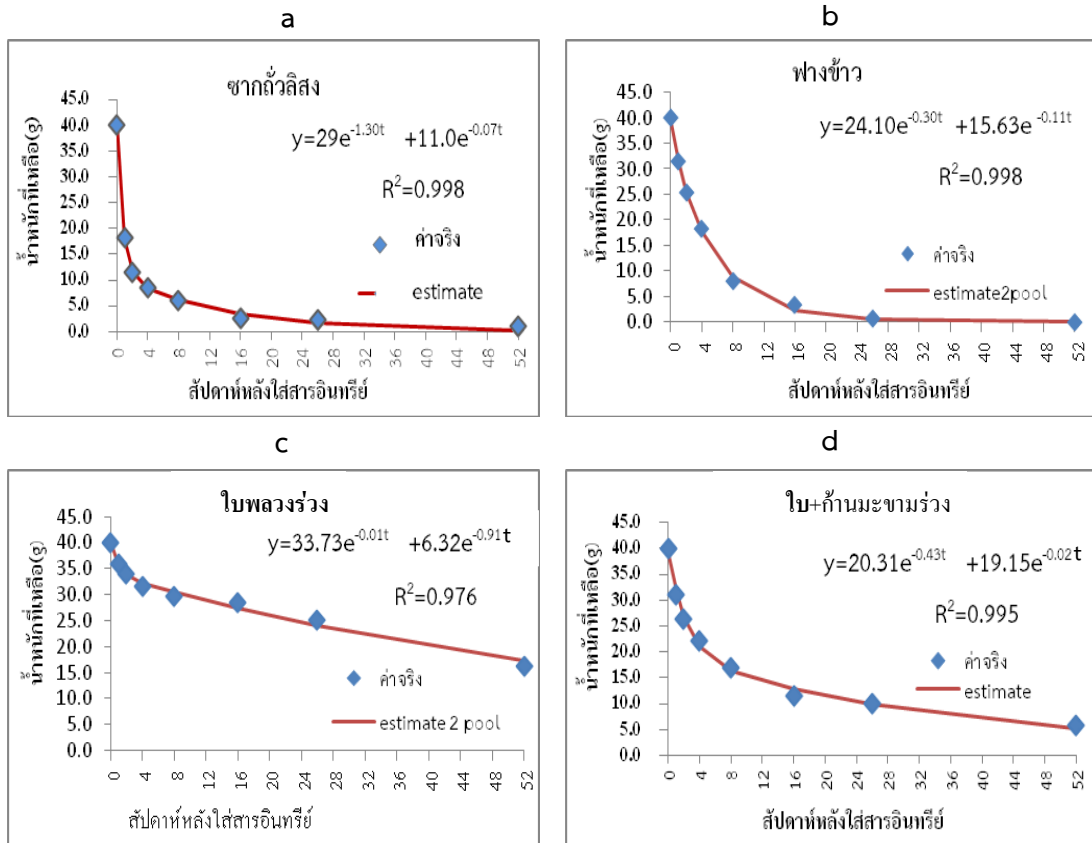 a
ซากถั่วลิสง
y=29e^-1.30t +11.0e^-0.07t
R²=0.998
ค่าจริง
estimate
น้ำหนักที่เหลือ(g)
45.0
40.0
35.0
30.0
25.0
20.0
15.0
10.0
5.0
0.0
0 4 8 12 16 20 24 28 32 36 40 44 48 52
สัปดาห์หลังใส่สารอินทรีย์
b
ฟางข้าว
y=24.10e^-0.30t +15.63e^-0.11t
R²=0.998
ค่าจริง
estimate2pool
น้ำหนักที่เหลือ(g)
45.0
40.0
35.0
30.0
25.0
20.0
15.0
10.0
5.0
0.0
0 4 8 12 16 20 24 28 32 36 40 44 48 52
สัปดาห์หลังใส่สารอินทรีย์
c
ใบพลวงร่วง
y=33.73e^-0.01t +6.32e^-0.91t
R²=0.976
ค่าจริง
estimate 2 pool
น้ำหนักที่เหลือ(g)
45.0
40.0
35.0
30.0
25.0
20.0
15.0
10.0
5.0
0.0
0 4 8 12 16 20 24 28 32 36 40 44 48 52
สัปดาห์หลังใส่สารอินทรีย์
d
ใบ+ก้านมะขามร่วง
y=20.31e^-0.43t +19.15e^-0.02t
R²=0.995
ค่าจริง
estimate
น้ำหนักที่เหลือ(g)
45.0
40.0
35.0
30.0
25.0
20.0
15.0
10.0
5.0
0.0
0 4 8 12 16 20 24 28 32 36 40 44 48 52
สัปดาห์หลังใส่สารอินทรีย์